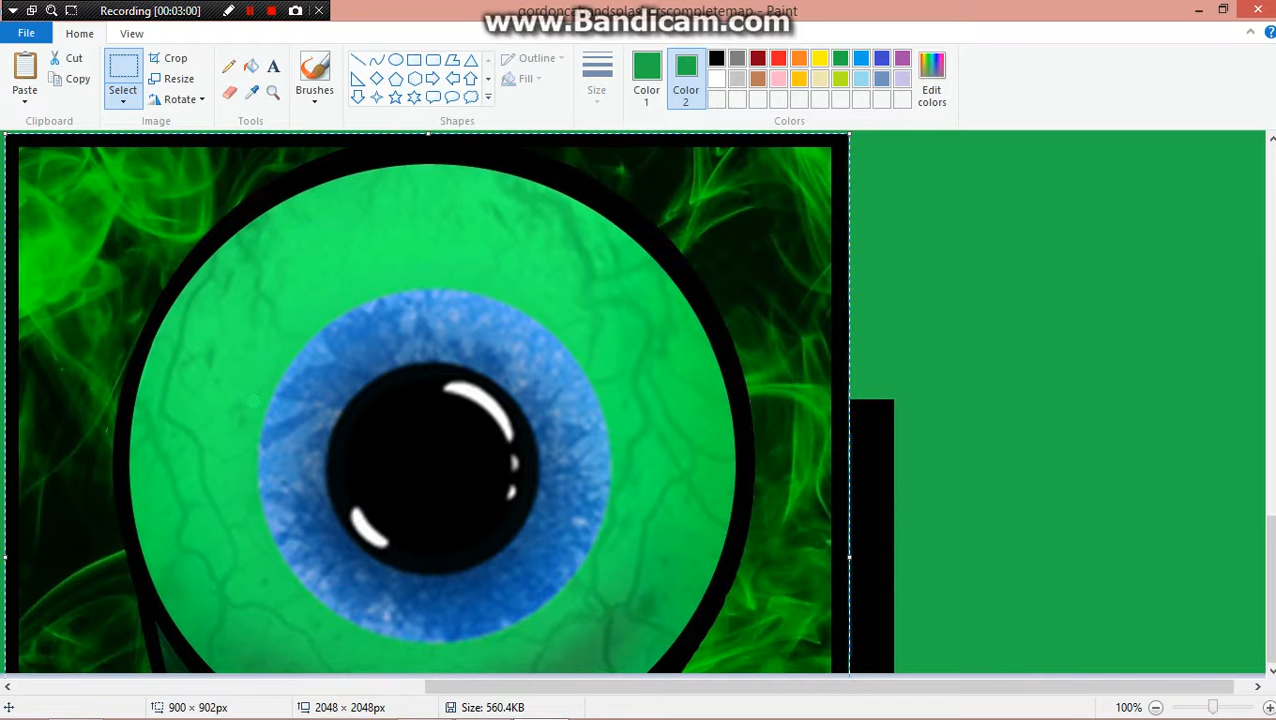 Recording [00:03:00]
www.Bandicam.com
- Paint
File
Home
View
Paste
Cut
Copy
Clipboard
Select
Crop
Resize
Rotate
Image
Tools
Brushes
Outline
Fill
Shapes
Size
Color
1
Color
2
Edit
colors
Colors
900 × 902px
2048 × 2048px
Size: 560.4KB
100%